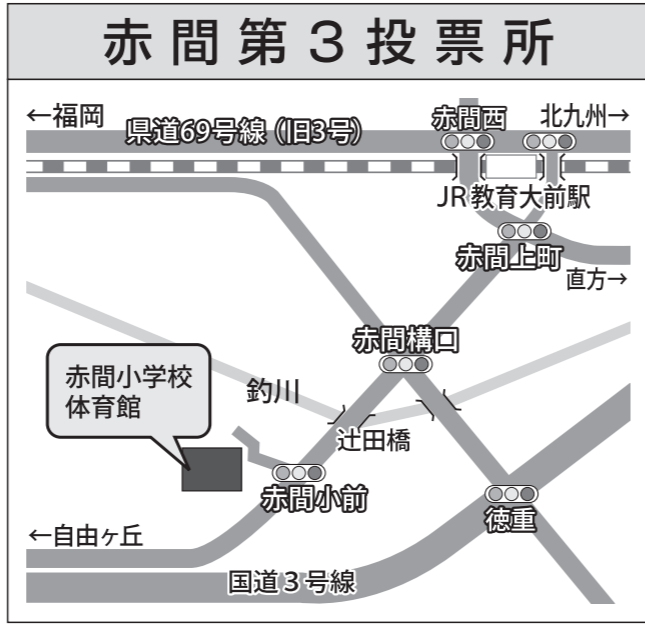 赤間第３投票所
←福岡
県道69号線（旧3号）
赤間西
北九州→
JR教育大前駅
赤間上町
直方→
赤間構口
赤間小学校
体育館
釣川
辻田橋
赤間小前
徳重
←自由ヶ丘
国道３号線